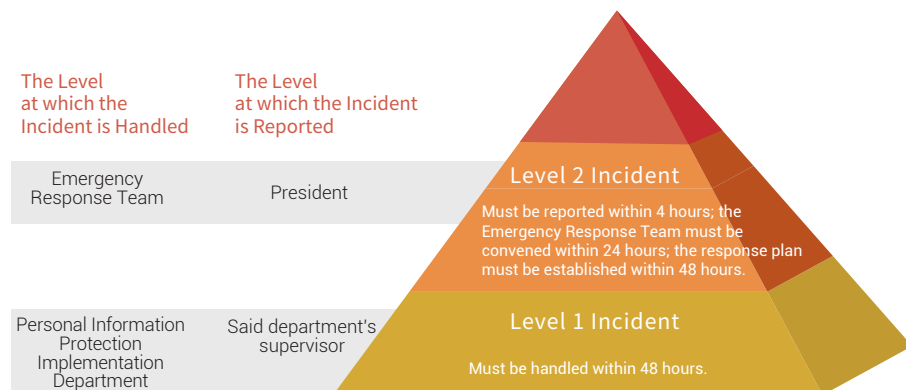 The Level
at which the
Incident is Handled
The Level
at which the Incident
is Reported
Emergency
Response Team
President
Level 2 Incident
Must be reported within 4 hours; the
Emergency Response Team must be
convened within 24 hours; the response plan
must be established within 48 hours.
Personal Information
Protection
Implementation
Department
Said department's
supervisor
Level 1 Incident
Must be handled within 48 hours.